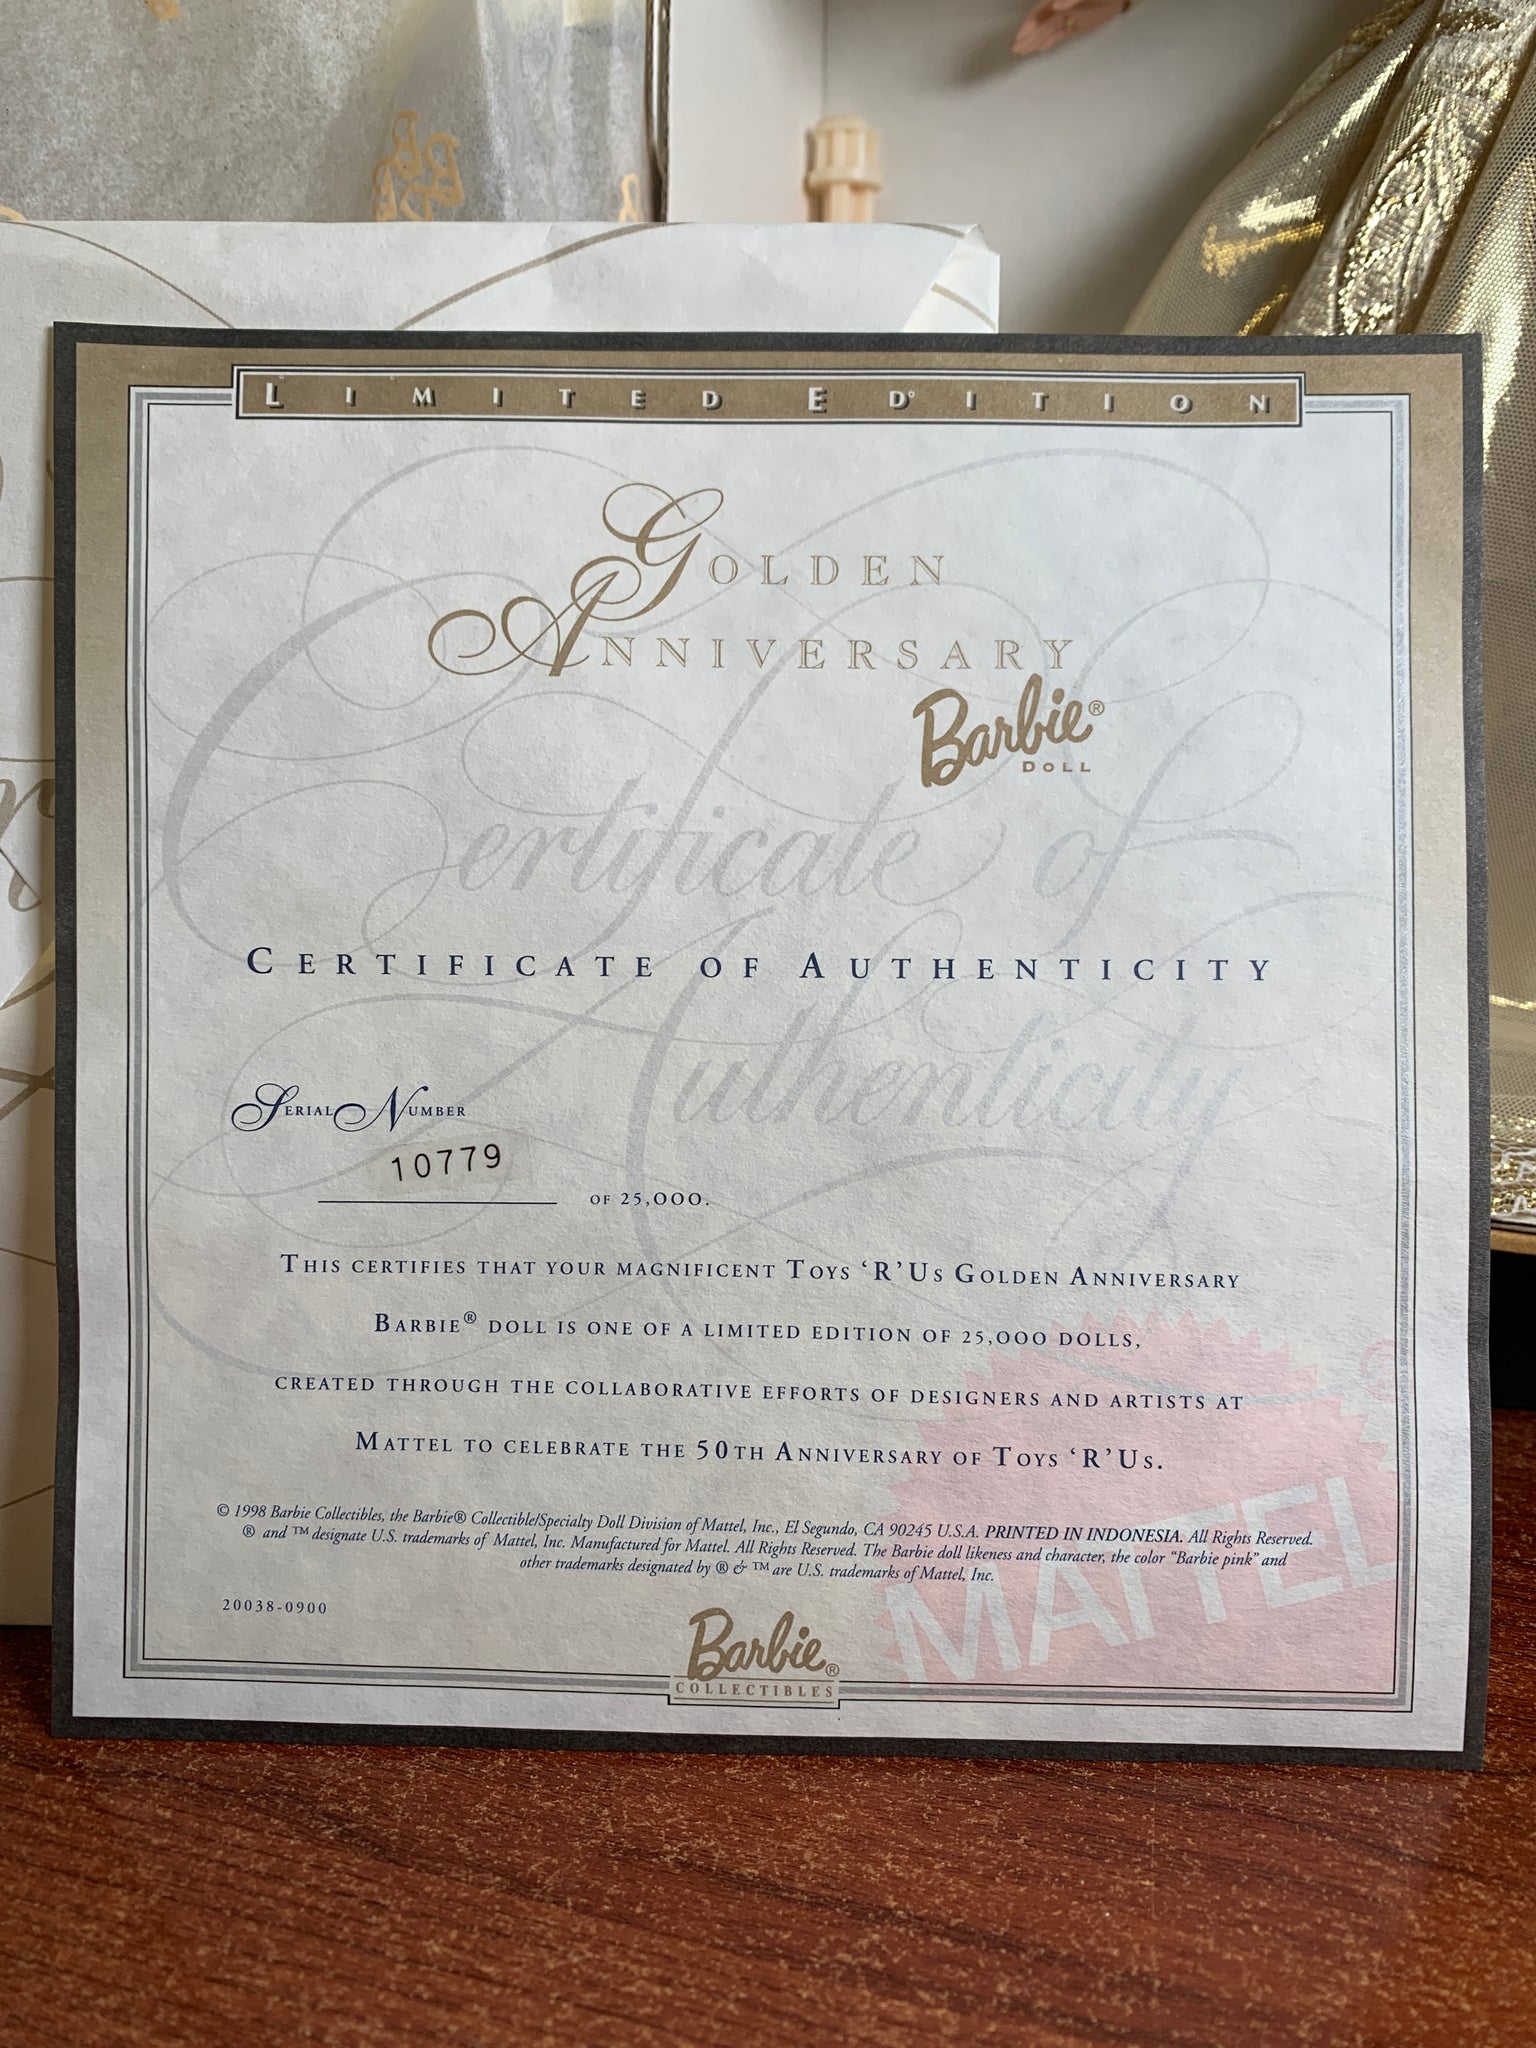 LIMITED EDITION
GOLDEN
ANNIVERSARY
Barbie®
DOLL
Certificate of
CERTIFICATE OF AUTHENTICITY
Authenticity
SERIAL NUMBER
10779
OF 25,000.
THIS CERTIFIES THAT YOUR MAGNIFICENT TOYS ‘R’ US GOLDEN ANNIVERSARY
BARBIE® DOLL IS ONE OF A LIMITED EDITION OF 25,000 DOLLS,
CREATED THROUGH THE COLLABORATIVE EFFORTS OF DESIGNERS AND ARTISTS AT
MATTEL TO CELEBRATE THE 50TH ANNIVERSARY OF TOYS ‘R’ US.
© 1998 Barbie Collectibles, the Barbie® Collectible/Specialty Doll Division of Mattel, Inc., El Segundo, CA 90245 U.S.A. PRINTED IN INDONESIA. All Rights Reserved.
® and ™ designate U.S. trademarks of Mattel, Inc. Manufactured for Mattel. All Rights Reserved. The Barbie doll likeness and character, the color “Barbie pink” and
other trademarks designated by ® & ™ are U.S. trademarks of Mattel, Inc.
MATTEL
20038-0900
Barbie®
COLLECTIBLES